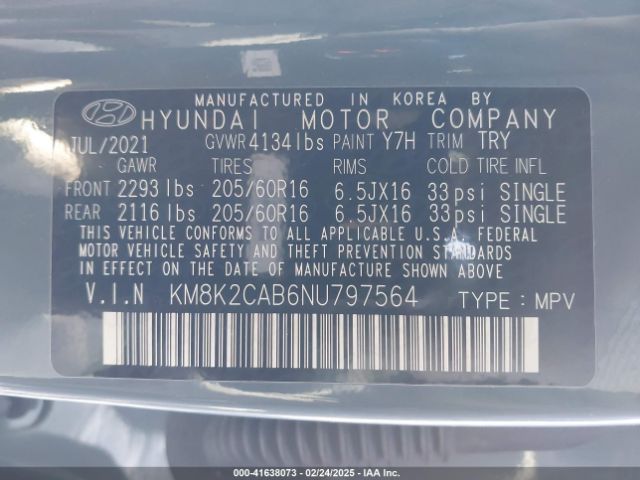 MANUFACTURED IN KOREA BY
HYUNDAI MOTOR COMPANY
JUL/2021 GVWR 4134lbs PAINT Y7H TRIM TRY
GAWR TIRES RIMS COLD TIRE INFL
FRONT 2293 lbs 205/60R16 6.5JX16 33psi SINGLE
REAR 2116 lbs 205/60R16 6.5JX16 33psi SINGLE
THIS VEHICLE CONFORMS TO ALL APPLICABLE U.S.A. FEDERAL
MOTOR VEHICLE SAFETY AND THEFT PREVENTION STANDARDS
IN EFFECT ON THE DATE OF MANUFACTURE SHOWN ABOVE.
V.I.N KM8K2CAB6NU797564 TYPE : MPV
000-41638073 - 02/24/2025 - IAA Inc.